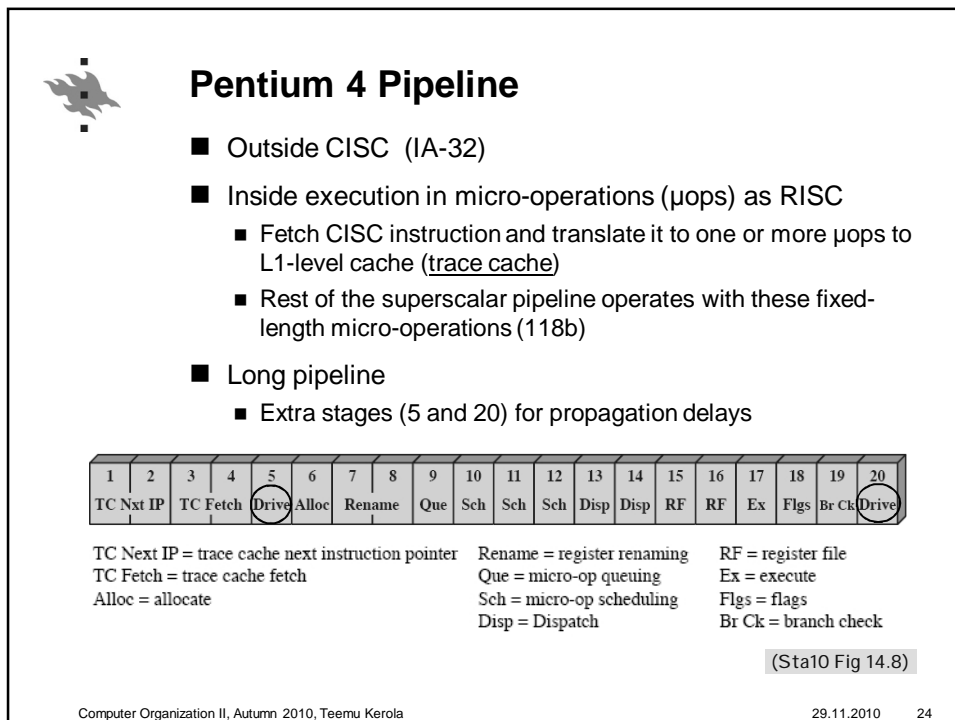 Pentium 4 Pipeline
■ Outside CISC (IA-32)
■ Inside execution in micro-operations (µops) as RISC
■ Fetch CISC instruction and translate it to one or more µops to
L1-level cache (trace cache)
■ Rest of the superscalar pipeline operates with these fixed-
length micro-operations (118b)
■ Long pipeline
■ Extra stages (5 and 20) for propagation delays
1 2 3 4 5 6 7 8 9 10 11 12 13 14 15 16 17 18 19 20
TC Nxt IP TC Fetch Drive Alloc Rename Que Sch Sch Sch Disp Disp RF RF Ex Flgs Br Ck Drive
TC Next IP = trace cache next instruction pointer
TC Fetch = trace cache fetch
Alloc = allocate
Rename = register renaming
Que = micro-op queuing
Sch = micro-op scheduling
Disp = Dispatch
RF = register file
Ex = execute
Flgs = flags
Br Ck = branch check
(Sta10 Fig 14.8)
Computer Organization II, Autumn 2010, Teemu Kerola 29.11.2010 24